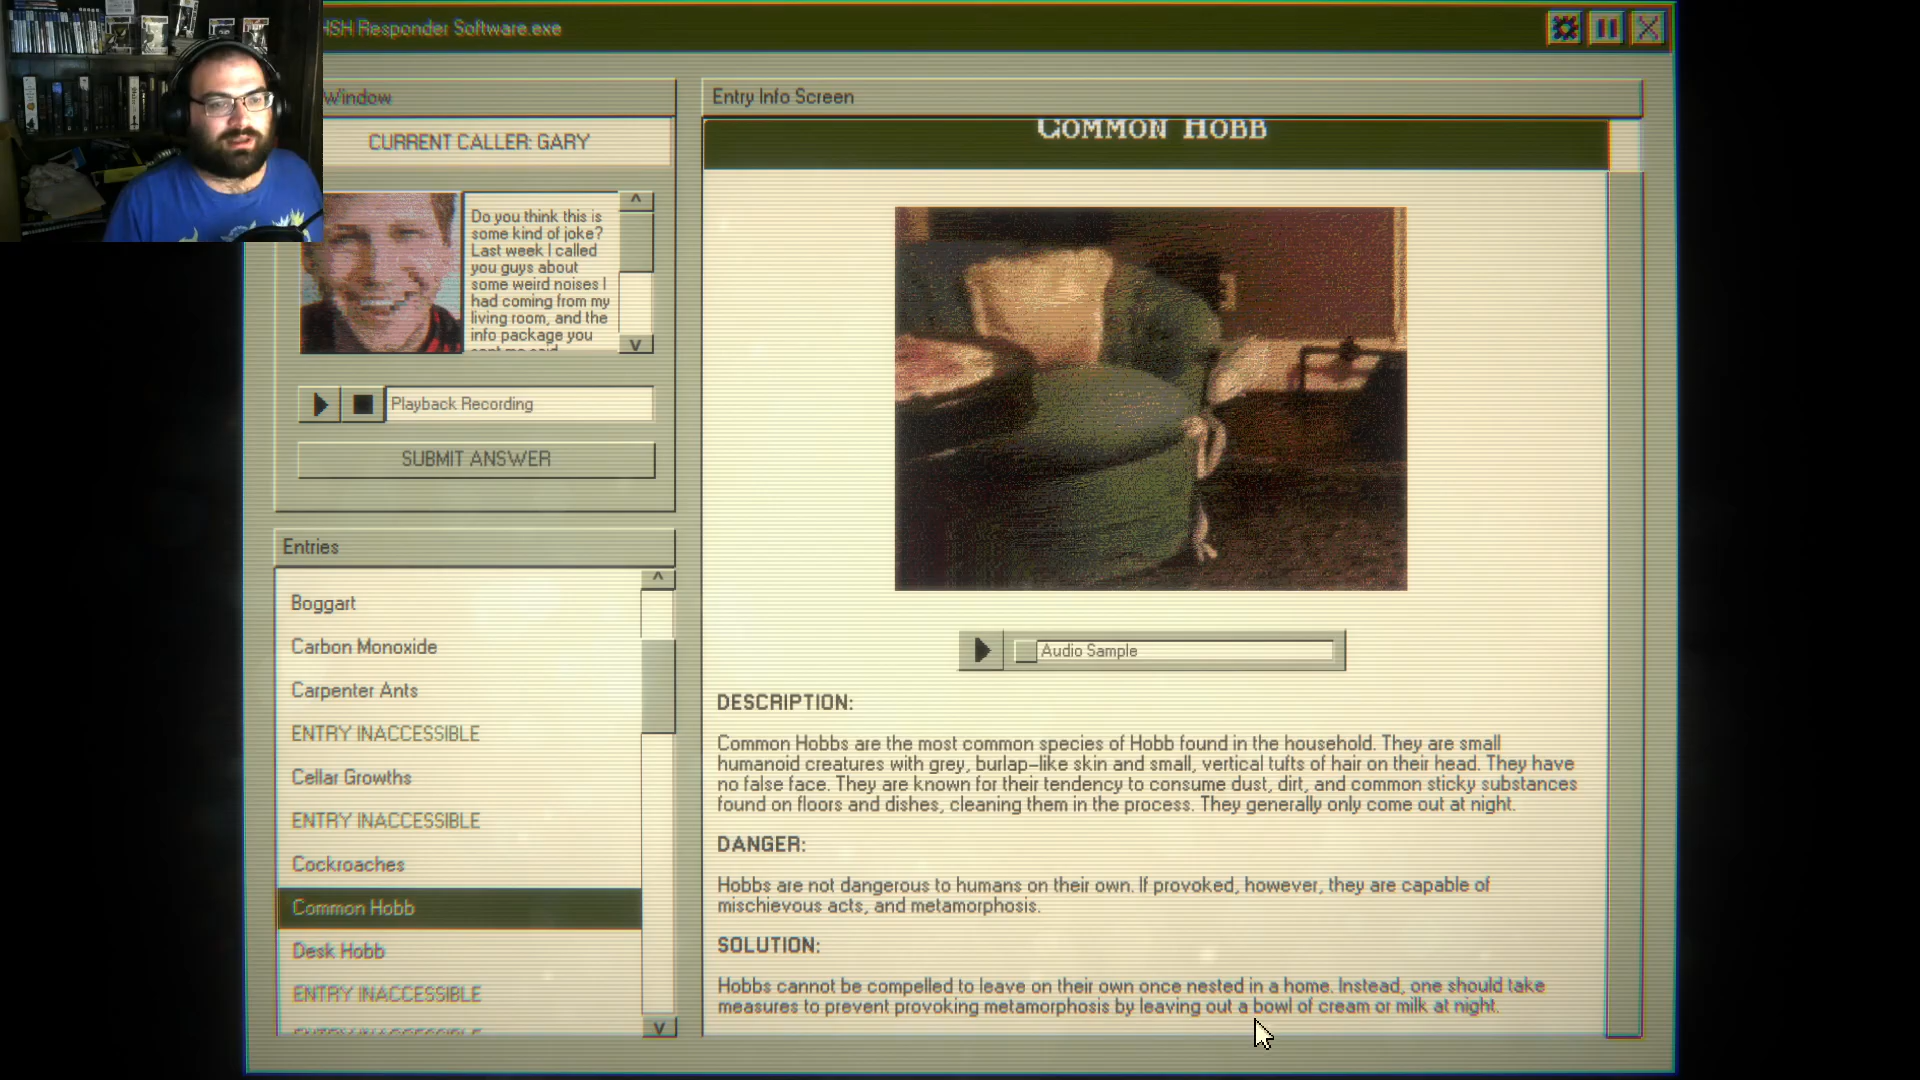 HSH Responder Software.exe
Window
CURRENT CALLER: GARY
Do you think this is
some kind of joke?
Last week I called
you guys about
some weird noises I
had coming from my
living room, and the
info package you
sent me said
Playback Recording
SUBMIT ANSWER
Entries
Boggart
Carbon Monoxide
Carpenter Ants
ENTRY INACCESSIBLE
Cellar Growths
ENTRY INACCESSIBLE
Cockroaches
Common Hobb
Desk Hobb
ENTRY INACCESSIBLE
ENTRY INACCESSIBLE
Entry Info Screen
COMMON HOBB
Audio Sample
DESCRIPTION:
Common Hobbs are the most common species of Hobb found in the household. They are small
humanoid creatures with grey, burlap-like skin and small, vertical tufts of hair on their head. They have
no false face. They are known for their tendency to consume dust, dirt, and common sticky substances
found on floors and dishes, cleaning them in the process. They generally only come out at night.
DANGER:
Hobbs are not dangerous to humans on their own. If provoked, however, they are capable of
mischievous acts, and metamorphosis.
SOLUTION:
Hobbs cannot be compelled to leave on their own once nested in a home. Instead, one should take
measures to prevent provoking metamorphosis by leaving out a bowl of cream or milk at night.